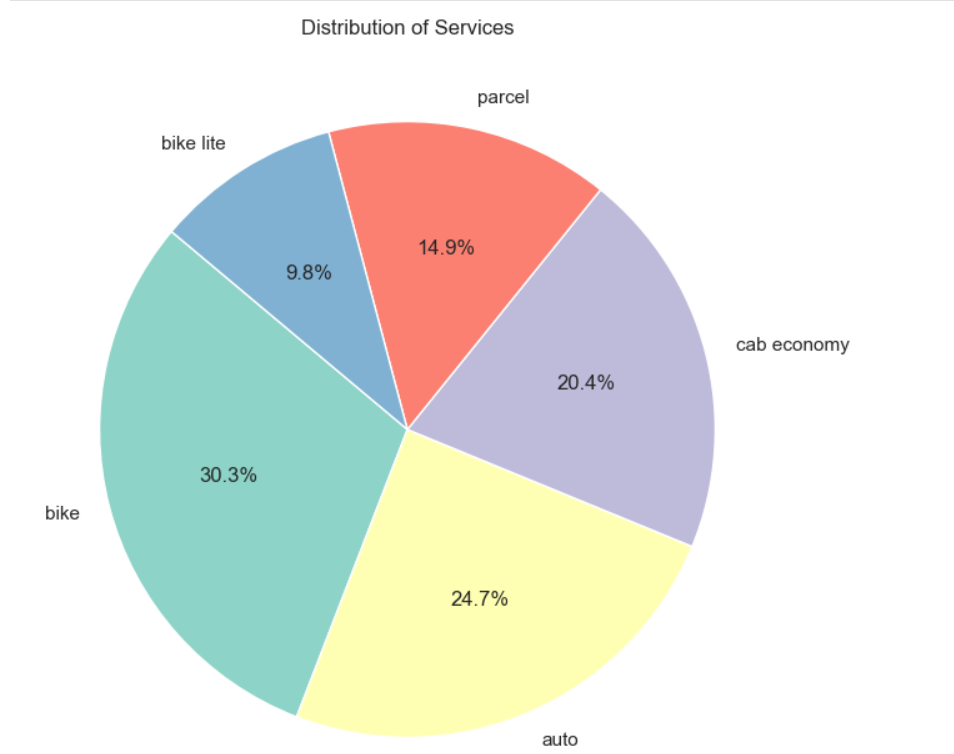 Distribution of Services
parcel
bike lite
14.9%
9.8%
cab economy
20.4%
30.3%
bike
24.7%
auto